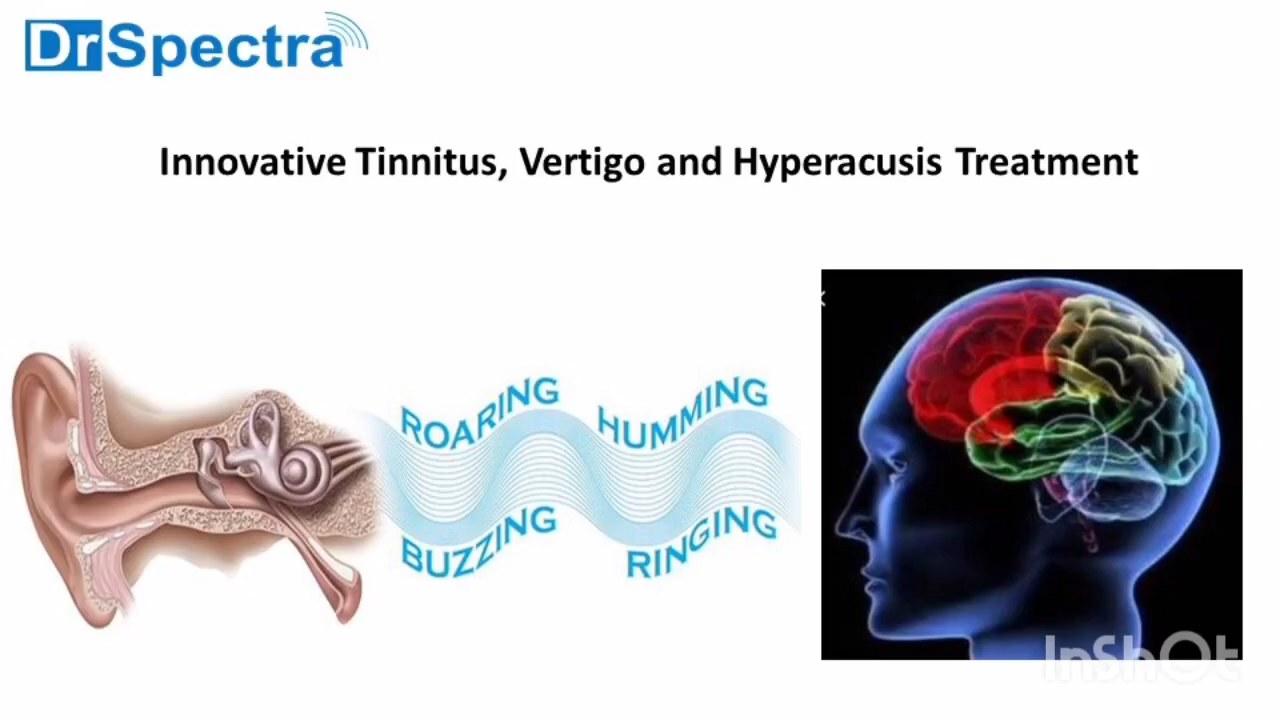 DrSpectra
Innovative Tinnitus, Vertigo and Hyperacusis Treatment
ROARING HUMMING
BUZZING RINGING
InShOt